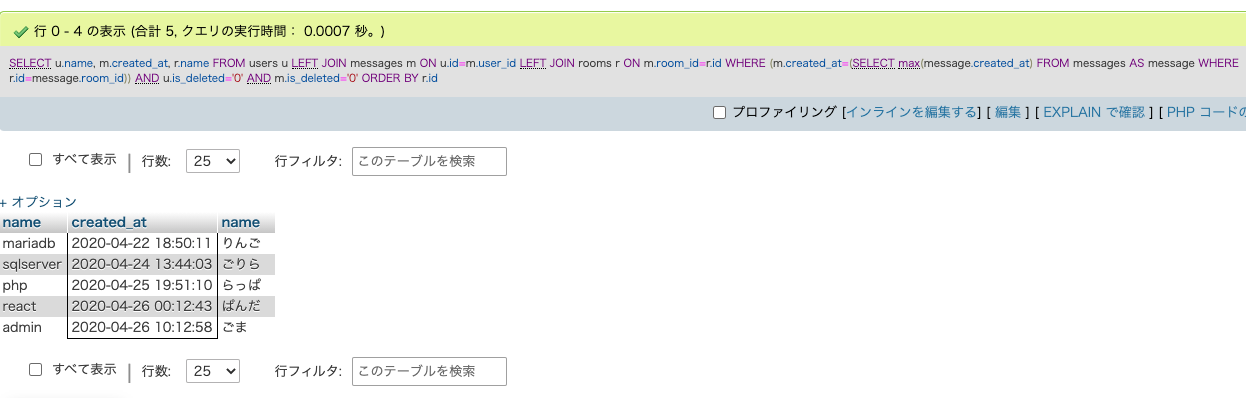 行 0 - 4 の表示 (合計 5, クエリの実行時間： 0.0007 秒。)
SELECT u.name, m.created_at, r.name FROM users u LEFT JOIN messages m ON u.id=m.user_id LEFT JOIN rooms r ON m.room_id=r.id WHERE (m.created_at=(SELECT max(message.created_at) FROM messages AS message WHERE
r.id=message.room_id)) AND u.is_deleted='0' AND m.is_deleted='0' ORDER BY r.id
プロファイリング [インラインを編集する] [ 編集 ] [ EXPLAIN で確認 ] [ PHP コードの
すべて表示 | 行数: 25 行フィルタ: このテーブルを検索
+ オプション
name created_at name
mariadb 2020-04-22 18:50:11 りんご
sqlserver 2020-04-24 13:44:03 ごりら
php 2020-04-25 19:51:10 らっぱ
react 2020-04-26 00:12:43 ぱんだ
admin 2020-04-26 10:12:58 ごま
すべて表示 | 行数: 25 行フィルタ: このテーブルを検索